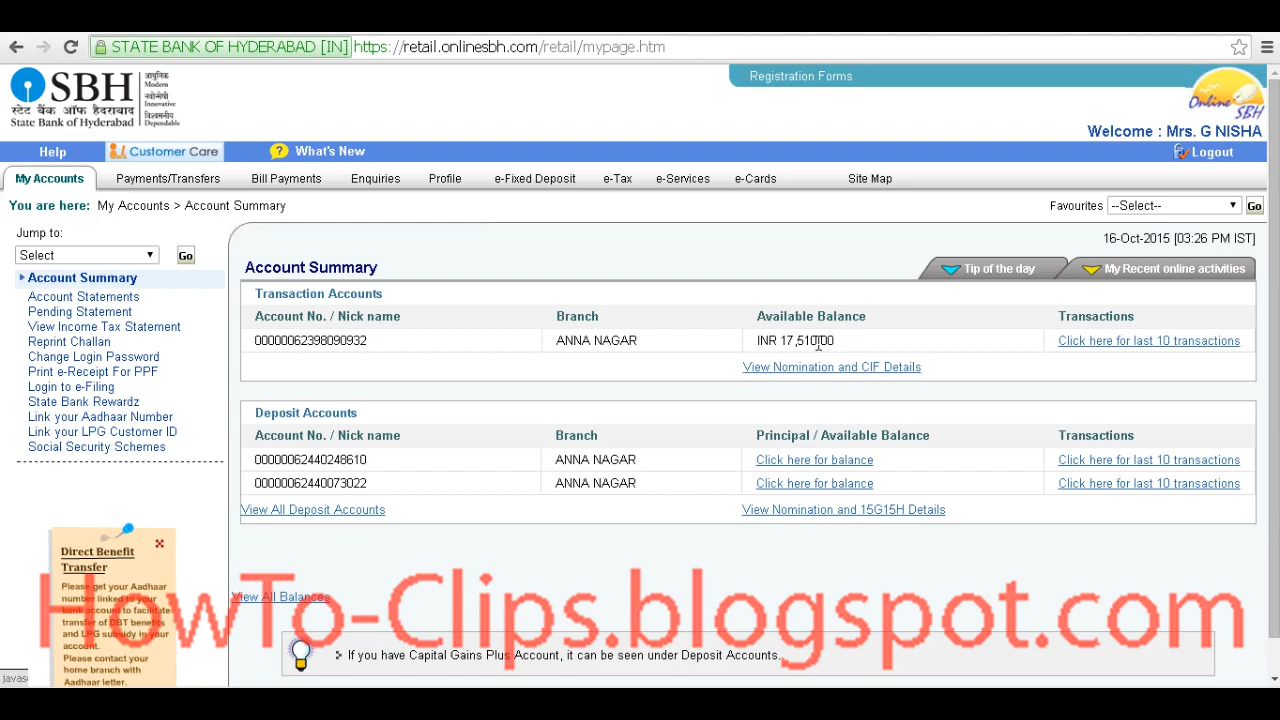 STATE BANK OF HYDERABAD [IN] https://retail.onlinesbh.com/retail/mypage.htm
SBH
स्टेट बैंक ऑफ हैदराबाद
State Bank of Hyderabad
आधुनिक
Modern
नवोन्मेषी
Innovative
विश्वसनीय
Dependable
Registration Forms
Online SBH
Welcome : Mrs. G NISHA
Help Customer Care ? What's New Logout
My Accounts Payments/Transfers Bill Payments Enquiries Profile e-Fixed Deposit e-Tax e-Services e-Cards Site Map
You are here: My Accounts > Account Summary Favourites --Select-- Go
Jump to:
Select Go
Account Summary
Account Statements
Pending Statement
View Income Tax Statement
Reprint Challan
Change Login Password
Print e-Receipt For PPF
Login to e-Filing
State Bank Rewardz
Link your Aadhaar Number
Link your LPG Customer ID
Social Security Schemes
16-Oct-2015 [03:26 PM IST]
Account Summary Tip of the day My Recent online activities
Transaction Accounts
Account No. / Nick name Branch Available Balance Transactions
00000062398090932 ANNA NAGAR INR 17,510.00 Click here for last 10 transactions
View Nomination and CIF Details
Deposit Accounts
Account No. / Nick name Branch Principal / Available Balance Transactions
00000062440248610 ANNA NAGAR Click here for balance Click here for last 10 transactions
00000062440073022 ANNA NAGAR Click here for balance Click here for last 10 transactions
View All Deposit Accounts View Nomination and 15G15H Details
Direct Benefit
Transfer
Please get your Aadhaar
number linked to your
bank account to facilitate
transfer of DBT benefits
and LPG subsidy in your
account.
Please contact your
home branch with
Aadhaar letter.
View All Balances
HowTo-Clips.blogspot.com
If you have Capital Gains Plus Account, it can be seen under Deposit Accounts.
javas